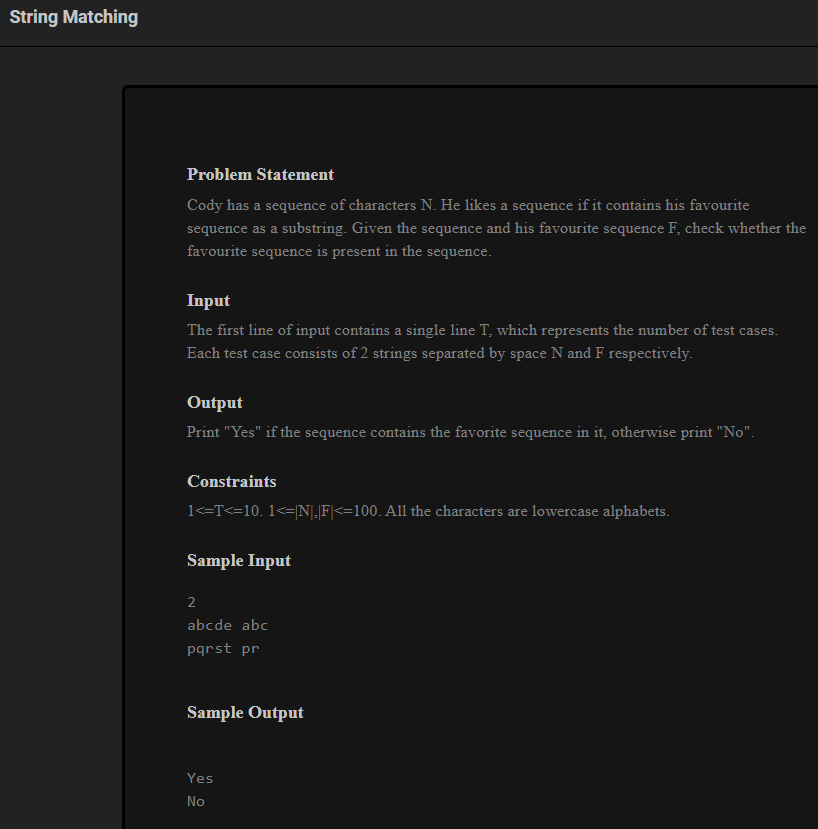 String Matching
Problem Statement
Cody has a sequence of characters N. He likes a sequence if it contains his favourite
sequence as a substring. Given the sequence and his favourite sequence F, check whether the
favourite sequence is present in the sequence.
Input
The first line of input contains a single line T, which represents the number of test cases.
Each test case consists of 2 strings separated by space N and F respectively.
Output
Print "Yes" if the sequence contains the favorite sequence in it, otherwise print "No".
Constraints
1<=T<=10. 1<=|N|,|F|<=100. All the characters are lowercase alphabets.
Sample Input
2
abcde abc
pqrst pr
Sample Output
Yes
No